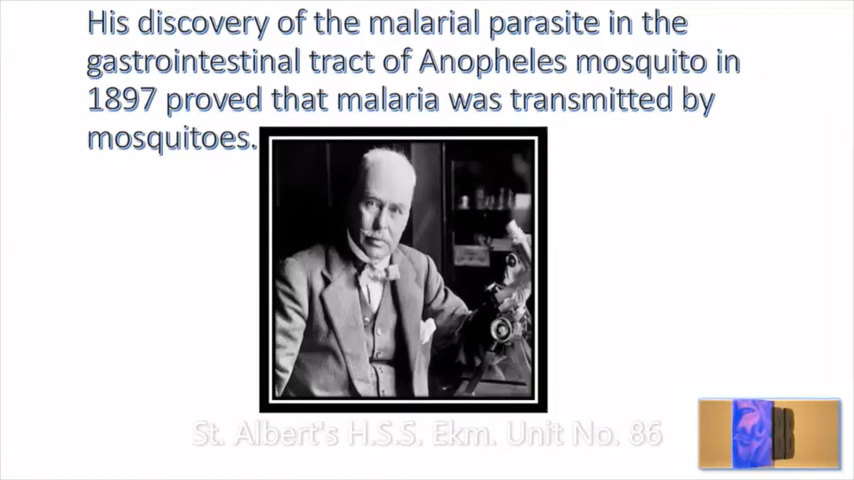 His discovery of the malarial parasite in the
gastrointestinal tract of Anopheles mosquito in
1897 proved that malaria was transmitted by
mosquitoes.
St. Albert's H.S.S. Ekm. Unit No. 86